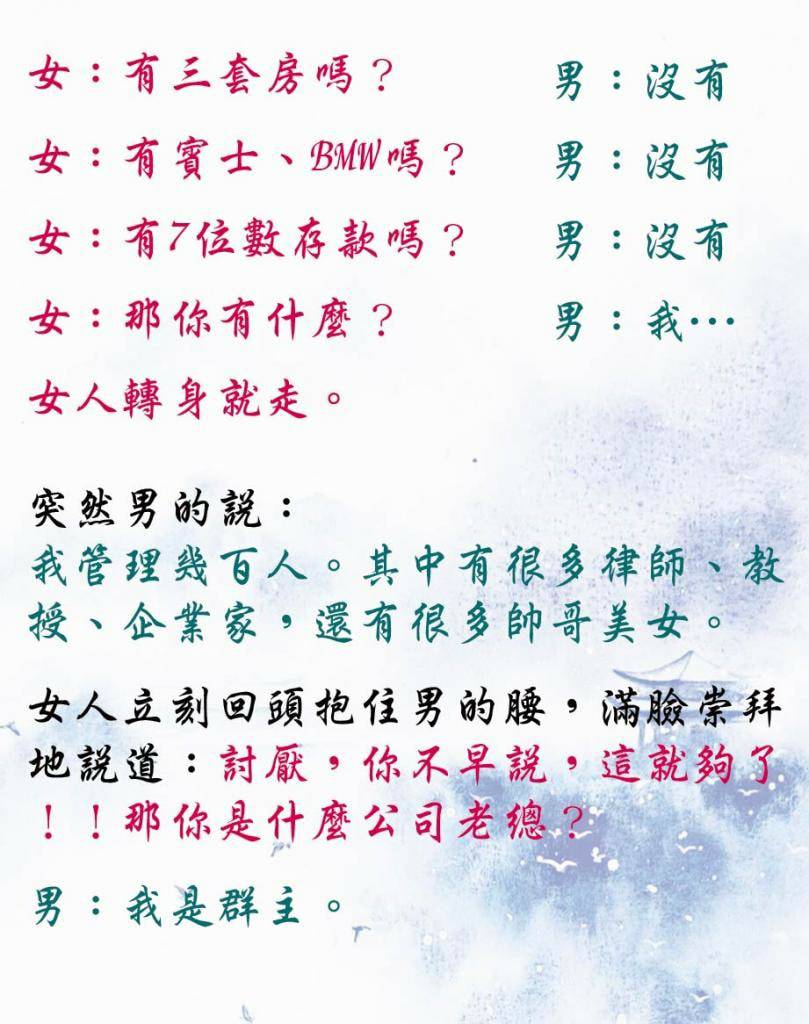 女：有三套房嗎？ 男：沒有
女：有賓士、BMW嗎？ 男：沒有
女：有7位數存款嗎？ 男：沒有
女：那你有什麼？ 男：我⋯
女人轉身就走。
突然男的說：
我管理幾百人。其中有很多律師、教
授、企業家，還有很多帥哥美女。
女人立刻回頭抱住男的腰，滿臉崇拜
地說道：討厭，你不早說，這就夠了
！！那你是什麼公司老總？
男：我是群主。